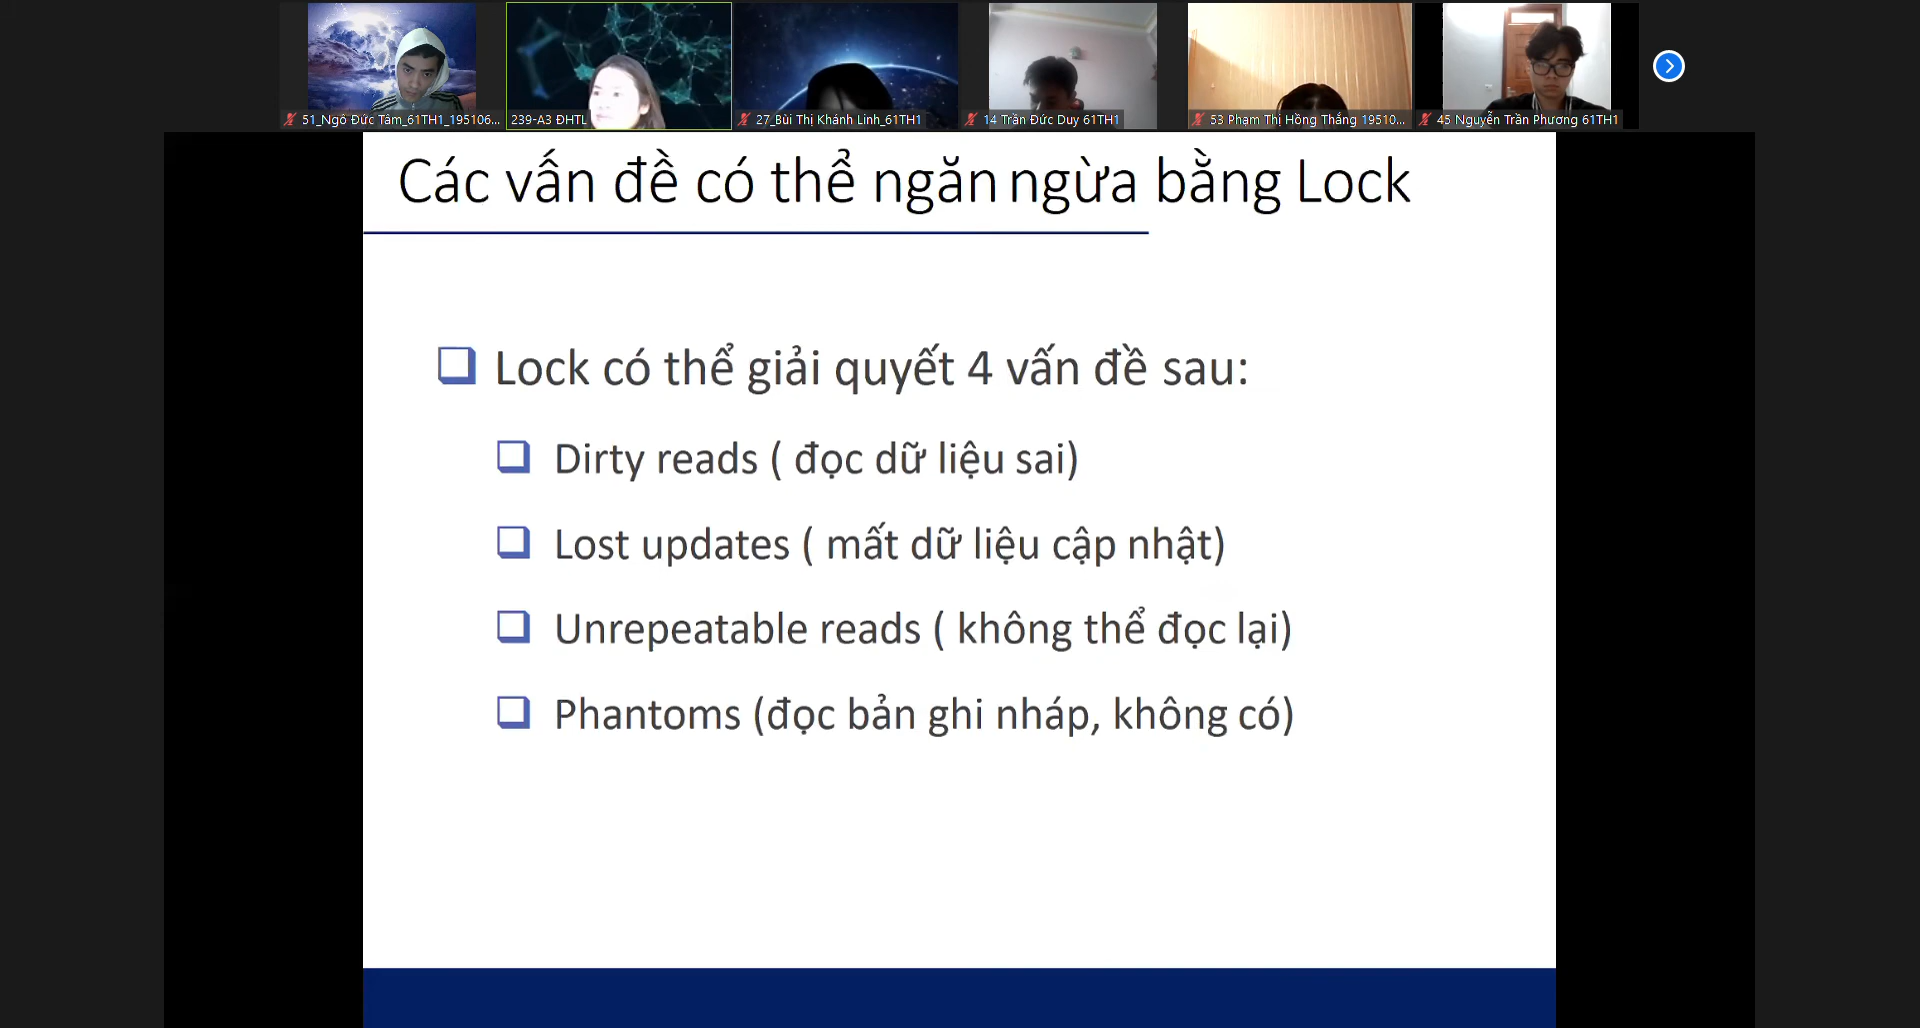 51_Ngô Đức Tâm_61TH1_195106...
239-A3 ĐHTL
27_Bùi Thị Khánh Linh_61TH1
14 Trần Đức Duy 61TH1
53 Phạm Thị Hồng Thắng 19510...
45 Nguyễn Trần Phương 61TH1
Các vấn đề có thể ngăn ngừa bằng Lock
Lock có thể giải quyết 4 vấn đề sau:
Dirty reads ( đọc dữ liệu sai)
Lost updates ( mất dữ liệu cập nhật)
Unrepeatable reads ( không thể đọc lại)
Phantoms (đọc bản ghi nháp, không có)